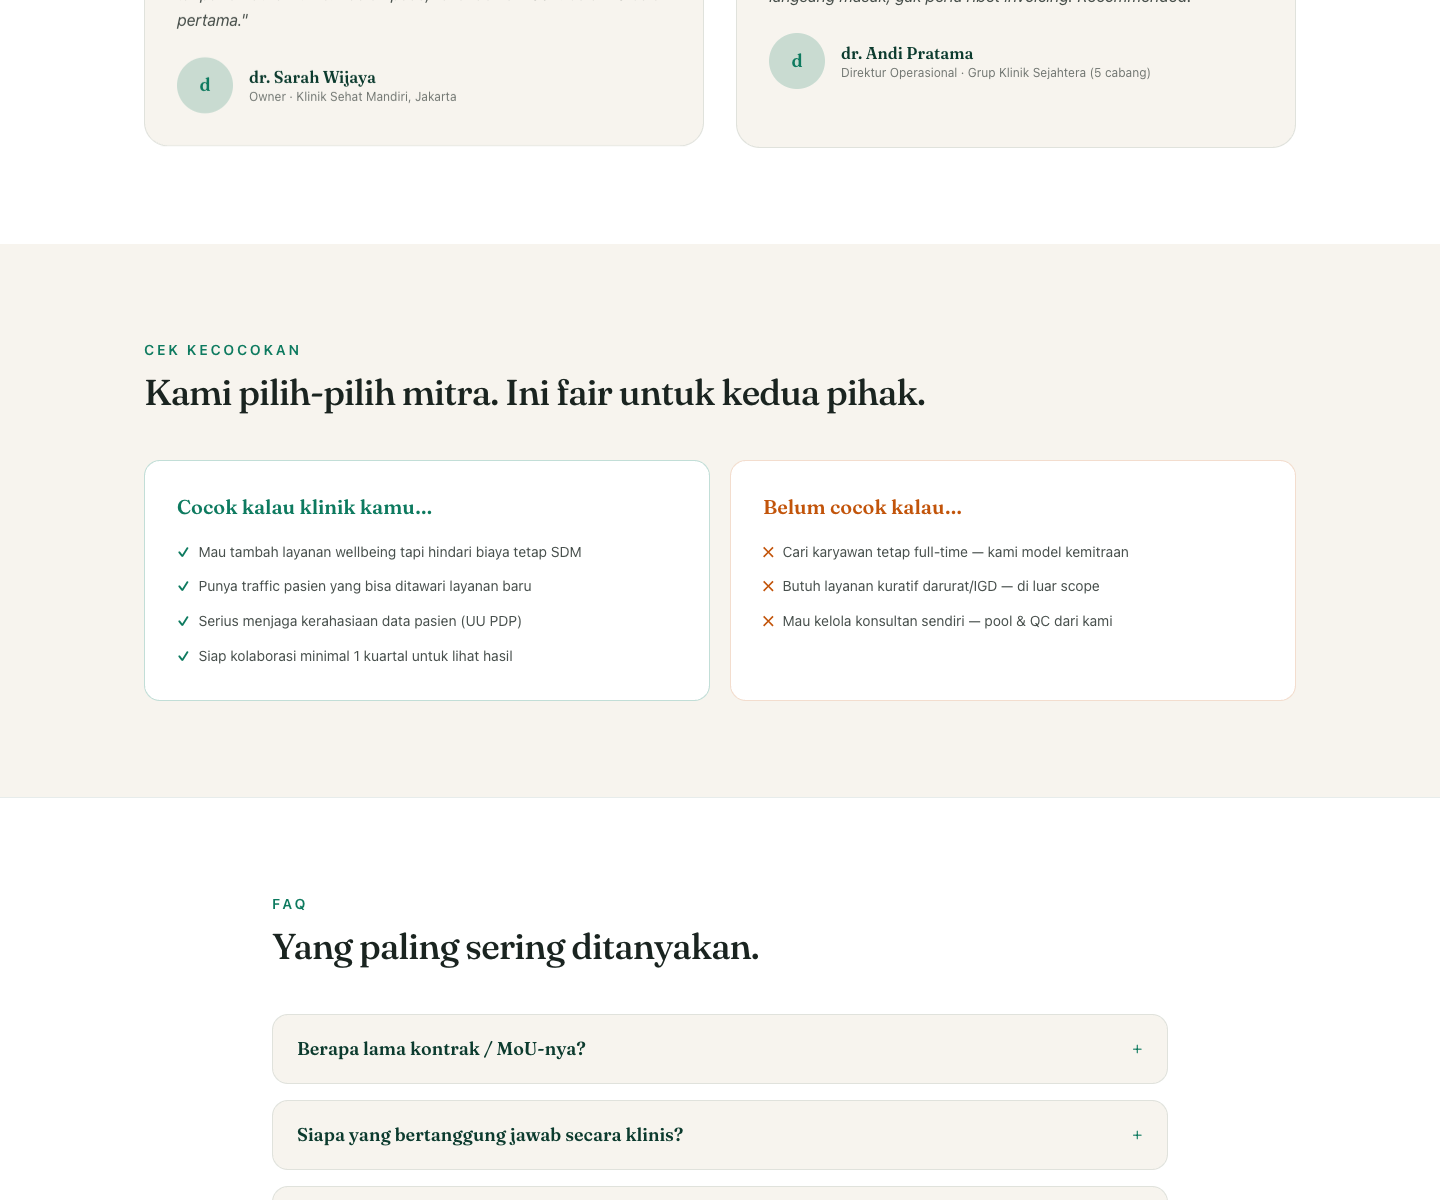 pertama."
d
dr. Sarah Wijaya
Owner · Klinik Sehat Mandiri, Jakarta
d
dr. Andi Pratama
Direktur Operasional · Grup Klinik Sejahtera (5 cabang)
CEK KECOCOKAN
Kami pilih-pilih mitra. Ini fair untuk kedua pihak.
Cocok kalau klinik kamu...
✓ Mau tambah layanan wellbeing tapi hindari biaya tetap SDM
✓ Punya traffic pasien yang bisa ditawari layanan baru
✓ Serius menjaga kerahasiaan data pasien (UU PDP)
✓ Siap kolaborasi minimal 1 kuartal untuk lihat hasil
Belum cocok kalau...
✕ Cari karyawan tetap full-time — kami model kemitraan
✕ Butuh layanan kuratif darurat/IGD — di luar scope
✕ Mau kelola konsultan sendiri — pool & QC dari kami
FAQ
Yang paling sering ditanyakan.
Berapa lama kontrak / MoU-nya? +
Siapa yang bertanggung jawab secara klinis? +